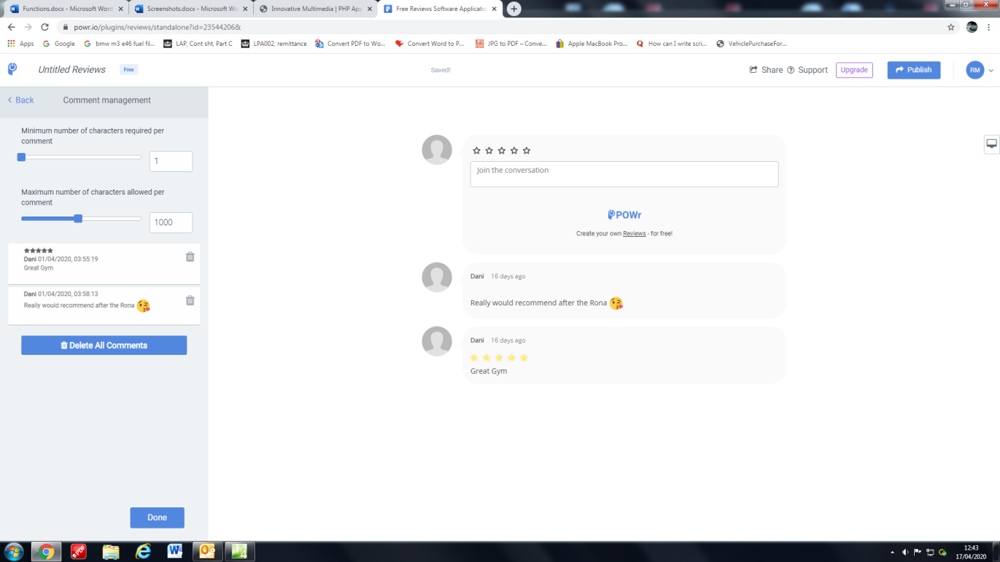 Functions.docx - Microsoft Word
Screenshots.docx - Microsoft Wo
Innovative Multimedia | PHP App
Free Reviews Software Applicatio
powr.io/plugins/reviews/standalone?id=23544206&
Apps
Google
bmw m3 e46 fuel fil...
LAP, Cont sht, Part C
LPA002, remittance
Convert PDF to Wo...
Convert Word to P...
JPG to PDF – Conve...
Apple MacBook Pro...
How can I write scri...
VehiclePurchaseFor...
Untitled Reviews
Free
Saved!
Share
Support
Upgrade
Publish
RM
Back
Comment management
Minimum number of characters required per
comment
1
Maximum number of characters allowed per
comment
1000
Dani 01/04/2020, 03:55:19
Great Gym
Dani 01/04/2020, 03:58:13
Really would recommend after the Rona 😘
Delete All Comments
Done
Join the conversation
POWr
Create your own Reviews - for free!
Dani 16 days ago
Really would recommend after the Rona 😘
Dani 16 days ago
Great Gym
12:43
17/04/2020